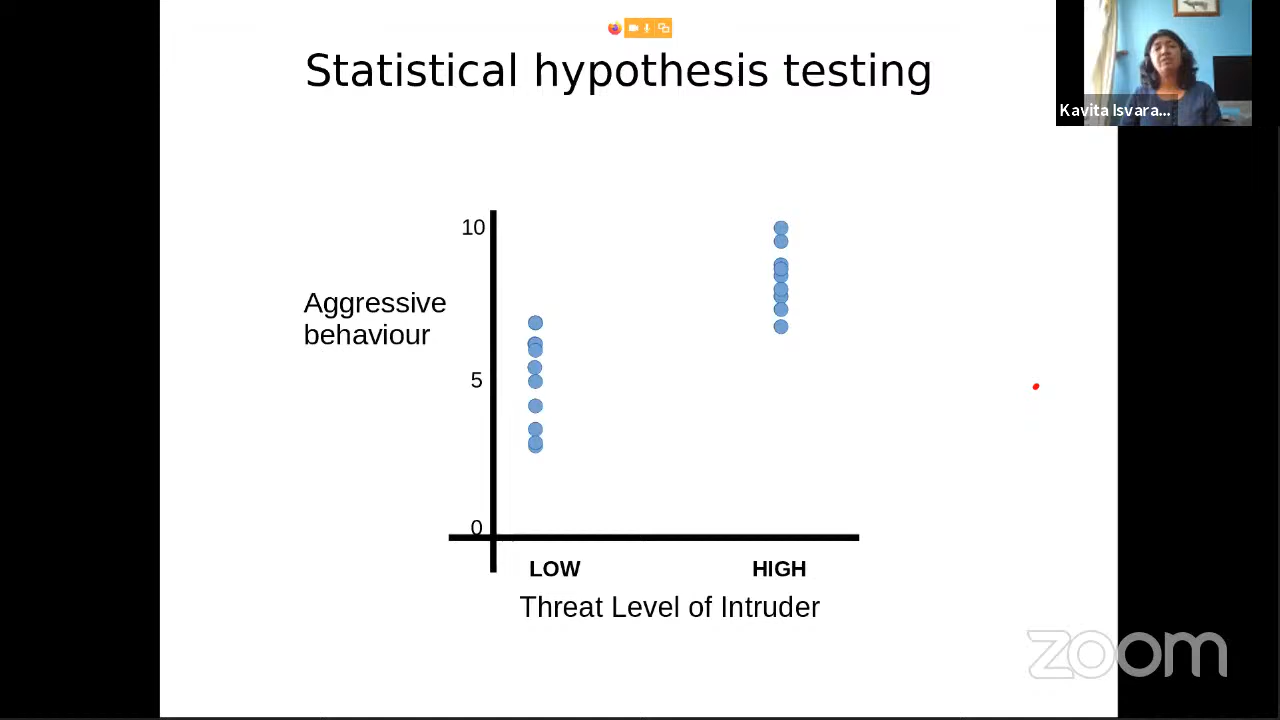 Statistical hypothesis testing
Kavita Isvara...
10
Aggressive
behaviour
5
0
LOW HIGH
Threat Level of Intruder
zoom